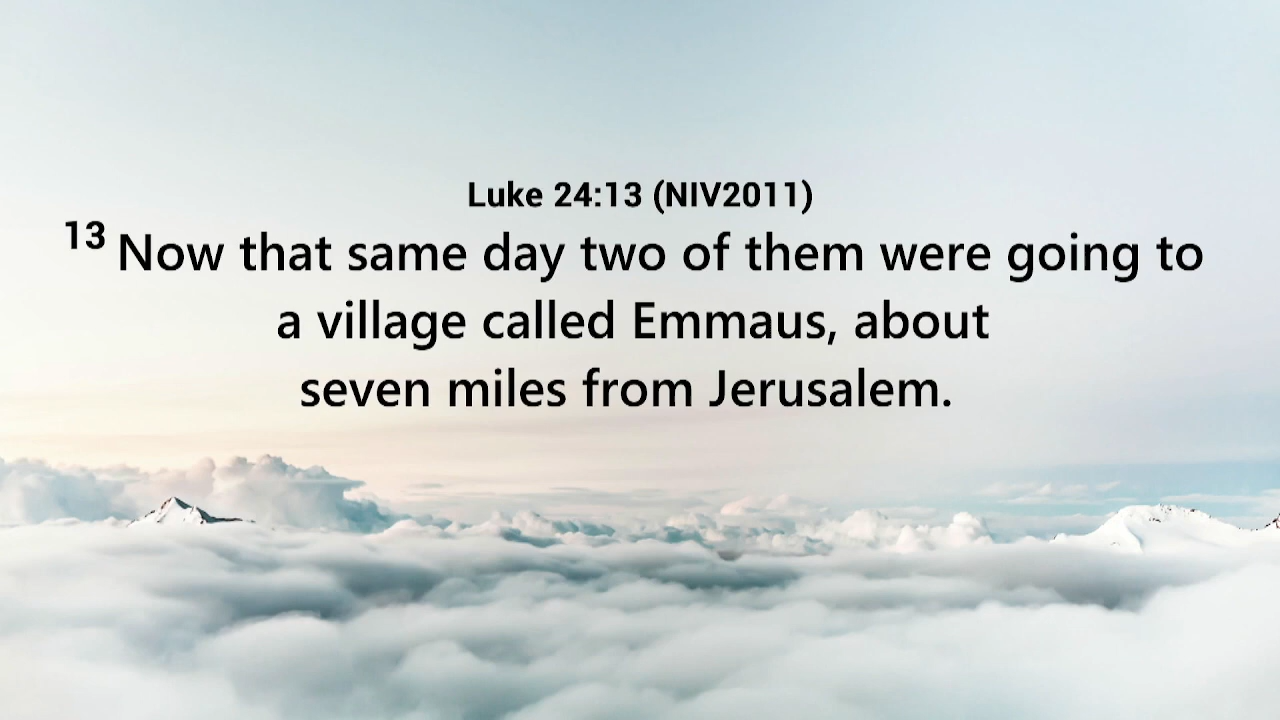 Luke 24:13 (NIV2011)
13 Now that same day two of them were going to
a village called Emmaus, about
seven miles from Jerusalem.